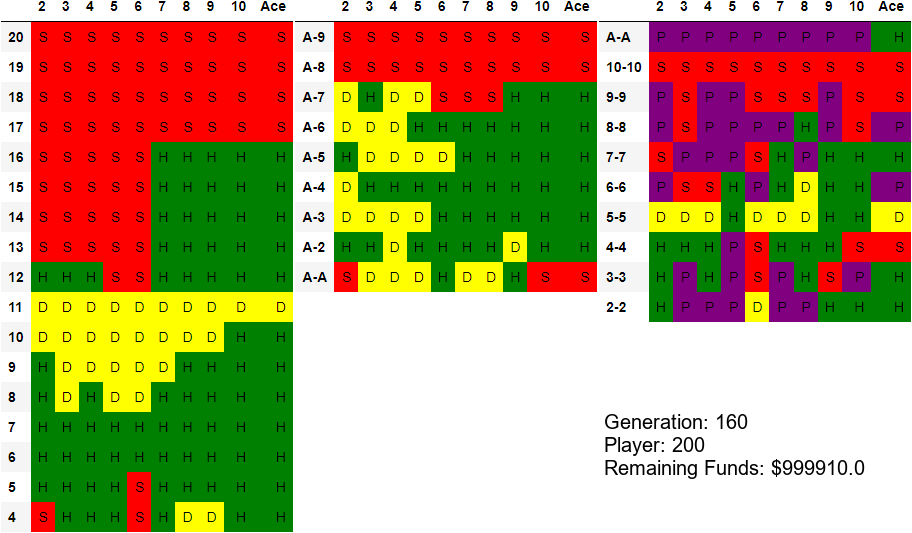 2 3 4 5 6 7 8 9 10 Ace
20 S S S S S S S S S S
19 S S S S S S S S S S
18 S S S S S S S S S S
17 S S S S S S S S S S
16 S S S S S H H H H H
15 S S S S S H H H H H
14 S S S S S H H H H H
13 S S S S S H H H H H
12 H H H S S H H H H H
11 D D D D D D D D D D
10 D D D D D D D D H H
9 H D D D D D H H H H
8 H D H D D H H H H H
7 H H H H H H H H H H
6 H H H H H H H H H H
5 H H H H S H H H H H
4 S H H H S H D D H H
2 3 4 5 6 7 8 9 10 Ace
A-9 S S S S S S S S S S
A-8 S S S S S S S S S S
A-7 D H D D S S S H H H
A-6 D D D H H H H H H H
A-5 H D D D D H H H H H
A-4 D H H H H H H H H H
A-3 D D D D H H H H H H
A-2 H H D H H H H D H H
A-A S D D D H D D H S S
2 3 4 5 6 7 8 9 10 Ace
A-A P P P P P P P P P H
10-10 S S S S S S S S S S
9-9 P S P P S S S P S S
8-8 P S P P P P H P S P
7-7 S P P P S H P H H H
6-6 P S S H P H D H H P
5-5 D D D H D D D H H D
4-4 H H H P S H H H S S
3-3 H P H P S P H S P H
2-2 H P P P D P P H H H
Generation: 160
Player: 200
Remaining Funds: $999910.0